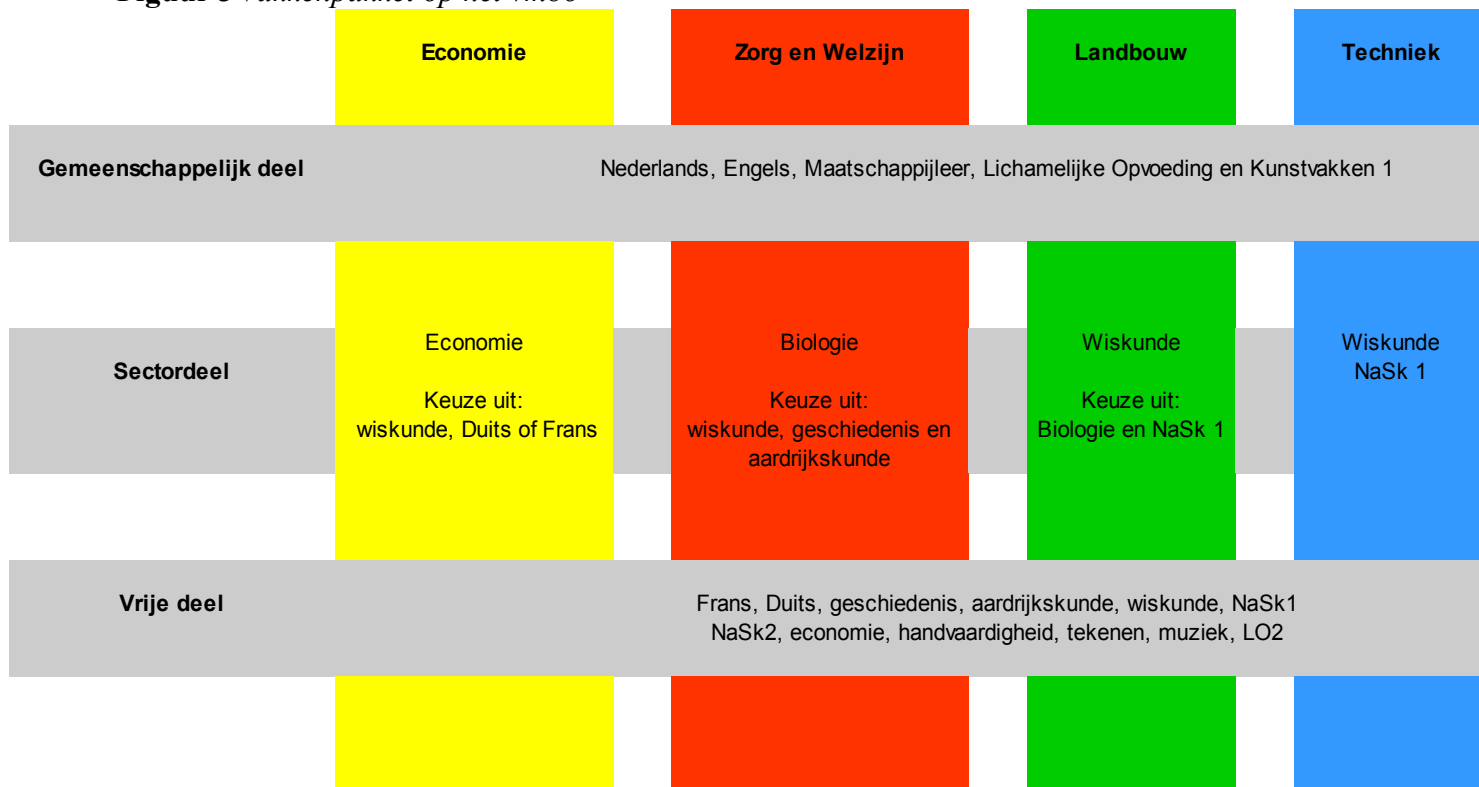 Economie
Zorg en Welzijn
Landbouw
Techniek
Gemeenschappelijk deel
Nederlands, Engels, Maatschappijleer, Lichamelijke Opvoeding en Kunstvakken 1
Sectordeel
Economie
Keuze uit:
wiskunde, Duits of Frans
Biologie
Keuze uit:
wiskunde, geschiedenis en
aardrijkskunde
Wiskunde
Keuze uit:
Biologie en NaSk 1
Wiskunde
NaSk 1
Vrije deel
Frans, Duits, geschiedenis, aardrijkskunde, wiskunde, NaSk1
NaSk2, economie, handvaardigheid, tekenen, muziek, LO2